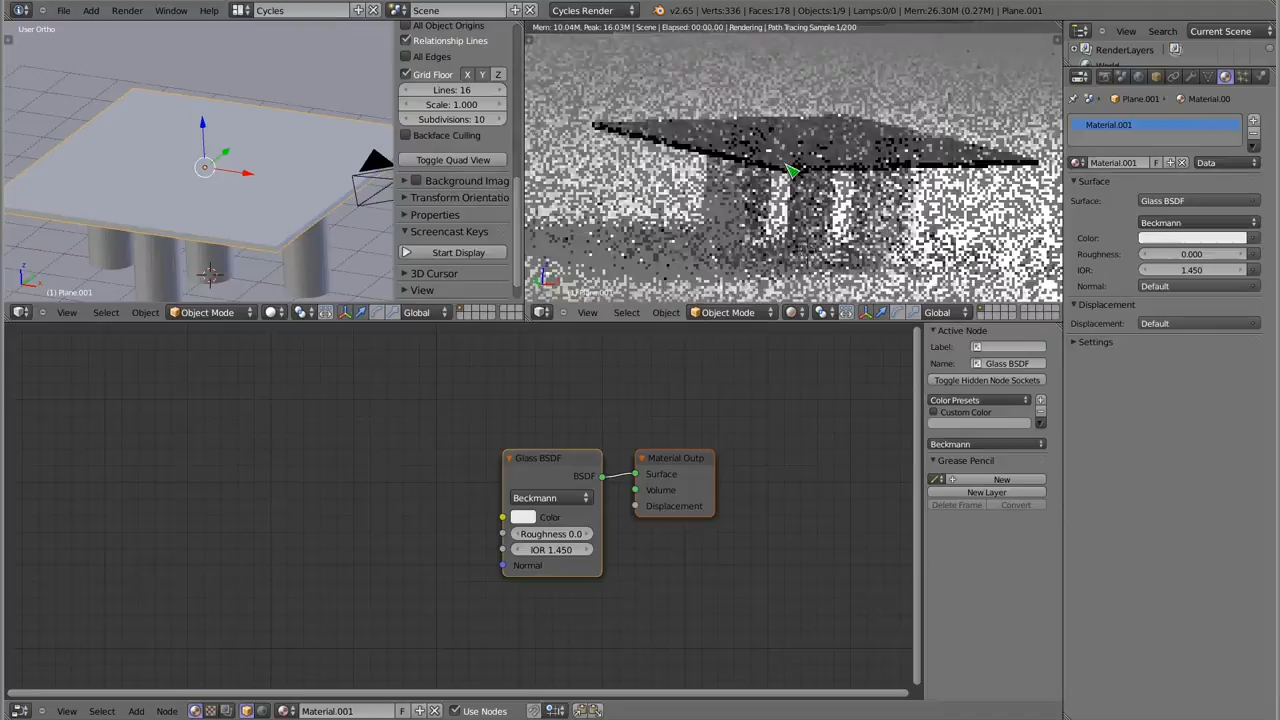 File Add Render Window Help Cycles Scene Cycles Render v2.65 | Verts:336 | Faces:178 | Objects:1/9 | Lamps:0/0 | Mem:26.30M (0.27M) | Plane.001
User Ortho
All Object Origins
Relationship Lines
All Edges
Grid Floor X Y Z
Lines: 16
Scale: 1.000
Subdivisions: 10
Backface Culling
Toggle Quad View
Background Imag
Transform Orientatio
Properties
Screencast Keys
Start Display
3D Cursor
View
(1) Plane.001
View Select Object Object Mode Global
Mem: 10.04M, Peak: 16.03M | Scene | Elapsed: 00:00.00 | Rendering | Path Tracing Sample 1/200
View Select Object Object Mode Global
View Search Current Scene
RenderLayers
World
Plane.001 Material.00
Material.001
Material.001 F Data
Surface
Surface: Glass BSDF
Beckmann
Color:
Roughness: 0.000
IOR: 1.450
Normal: Default
Displacement
Displacement: Default
Settings
Glass BSDF
BSDF
Beckmann
Color
Roughness 0.0
IOR 1.450
Normal
Material Outp
Surface
Volume
Displacement
Active Node
Label:
Name: Glass BSDF
Toggle Hidden Node Sockets
Color Presets
Custom Color
Beckmann
Grease Pencil
New
New Layer
Delete Frame Convert
View Select Add Node Material.001 F Use Nodes